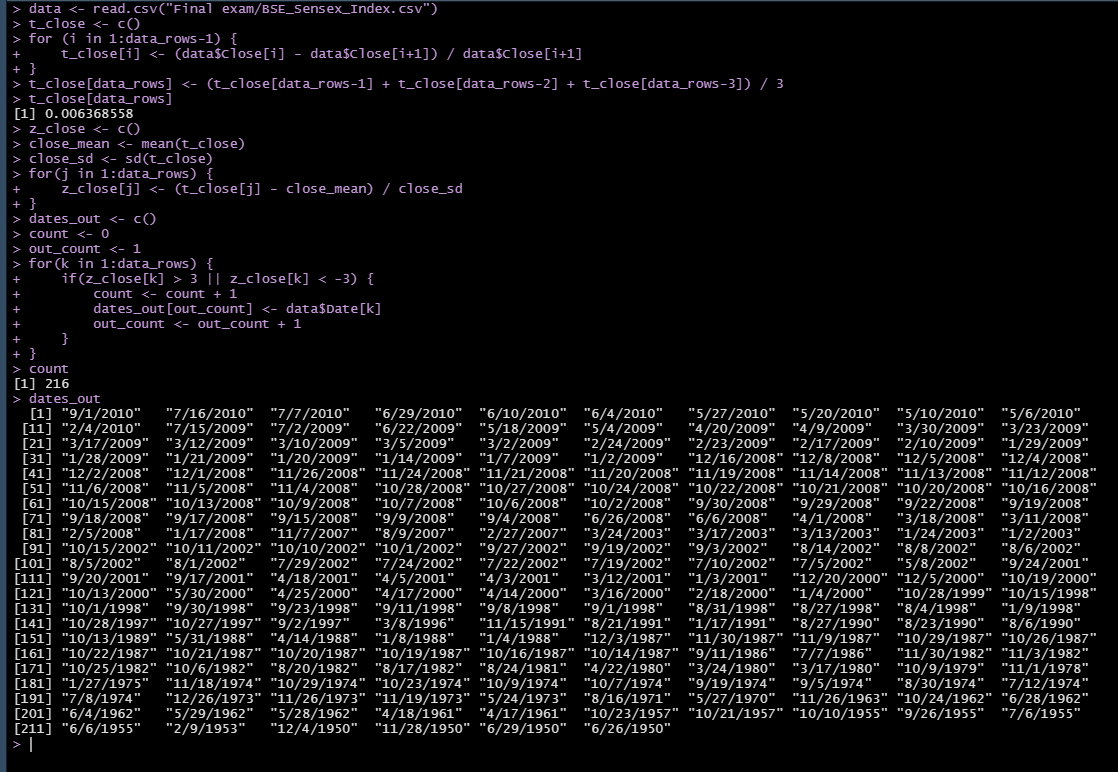 > data <- read.csv("Final exam/BSE_Sensex_Index.csv")
> t_close <- c()
> for (i in 1:data_rows-1) {
+     t_close[i] <- (data$Close[i] - data$Close[i+1]) / data$Close[i+1]
+ }
> t_close[data_rows] <- (t_close[data_rows-1] + t_close[data_rows-2] + t_close[data_rows-3]) / 3
> t_close[data_rows]
[1] 0.006368558
> z_close <- c()
> close_mean <- mean(t_close)
> close_sd <- sd(t_close)
> for(j in 1:data_rows) {
+     z_close[j] <- (t_close[j] - close_mean) / close_sd
+ }
> dates_out <- c()
> count <- 0
> out_count <- 1
> for(k in 1:data_rows) {
+     if(z_close[k] > 3 || z_close[k] < -3) {
+         count <- count + 1
+         dates_out[out_count] <- data$Date[k]
+         out_count <- out_count + 1
+     }
+ }
> count
[1] 216
> dates_out
  [1] "9/1/2010"   "7/16/2010"  "7/7/2010"   "6/29/2010"  "6/10/2010"  "6/4/2010"   "5/27/2010"  "5/20/2010"  "5/10/2010"  "5/6/2010"
 [11] "2/4/2010"   "7/15/2009"  "7/2/2009"   "6/22/2009"  "5/18/2009"  "5/4/2009"   "4/20/2009"  "4/9/2009"   "3/30/2009"  "3/23/2009"
 [21] "3/17/2009"  "3/12/2009"  "3/10/2009"  "3/5/2009"   "3/2/2009"   "2/24/2009"  "2/23/2009"  "2/17/2009"  "2/10/2009"  "1/29/2009"
 [31] "1/28/2009"  "1/21/2009"  "1/20/2009"  "1/14/2009"  "1/7/2009"   "1/2/2009"   "12/16/2008" "12/8/2008"  "12/5/2008"  "12/4/2008"
 [41] "12/2/2008"  "12/1/2008"  "11/26/2008" "11/24/2008" "11/21/2008" "11/20/2008" "11/19/2008" "11/14/2008" "11/13/2008" "11/12/2008"
 [51] "11/6/2008"  "11/5/2008"  "11/4/2008"  "10/28/2008" "10/27/2008" "10/24/2008" "10/22/2008" "10/21/2008" "10/20/2008" "10/16/2008"
 [61] "10/15/2008" "10/13/2008" "10/9/2008"  "10/7/2008"  "10/6/2008"  "10/2/2008"  "9/30/2008"  "9/29/2008"  "9/22/2008"  "9/19/2008"
 [71] "9/18/2008"  "9/17/2008"  "9/15/2008"  "9/9/2008"   "9/4/2008"   "6/26/2008"  "6/6/2008"   "4/1/2008"   "3/18/2008"  "3/11/2008"
 [81] "2/5/2008"   "1/17/2008"  "11/7/2007"  "8/9/2007"   "2/27/2007"  "3/24/2003"  "3/17/2003"  "3/13/2003"  "1/24/2003"  "1/2/2003"
 [91] "10/15/2002" "10/11/2002" "10/10/2002" "10/1/2002"  "9/27/2002"  "9/19/2002"  "9/3/2002"   "8/14/2002"  "8/8/2002"   "8/6/2002"
[101] "8/5/2002"   "8/1/2002"   "7/29/2002"  "7/24/2002"  "7/22/2002"  "7/19/2002"  "7/10/2002"  "7/5/2002"   "5/8/2002"   "9/24/2001"
[111] "9/20/2001"  "9/17/2001"  "4/18/2001"  "4/5/2001"   "4/3/2001"   "3/12/2001"  "1/3/2001"   "12/20/2000" "12/5/2000"  "10/19/2000"
[121] "10/13/2000" "5/30/2000"  "4/25/2000"  "4/17/2000"  "4/14/2000"  "3/16/2000"  "2/18/2000"  "1/4/2000"   "10/28/1999" "10/15/1998"
[131] "10/1/1998"  "9/30/1998"  "9/23/1998"  "9/11/1998"  "9/8/1998"   "9/1/1998"   "8/31/1998"  "8/27/1998"  "8/4/1998"   "1/9/1998"
[141] "10/28/1997" "10/27/1997" "9/2/1997"   "3/8/1996"   "11/15/1991" "8/21/1991"  "1/17/1991"  "8/27/1990"  "8/23/1990"  "8/6/1990"
[151] "10/13/1989" "5/31/1988"  "4/14/1988"  "1/8/1988"   "1/4/1988"   "12/3/1987"  "11/30/1987" "11/9/1987"  "10/29/1987" "10/26/1987"
[161] "10/22/1987" "10/21/1987" "10/20/1987" "10/19/1987" "10/16/1987" "10/14/1987" "9/11/1986"  "7/7/1986"   "11/30/1982" "11/3/1982"
[171] "10/25/1982" "10/6/1982"  "8/20/1982"  "8/17/1982"  "8/24/1981"  "4/22/1980"  "3/24/1980"  "3/17/1980"  "10/9/1979"  "11/1/1978"
[181] "1/27/1975"  "11/18/1974" "10/29/1974" "10/23/1974" "10/9/1974"  "10/7/1974"  "9/19/1974"  "9/5/1974"   "8/30/1974"  "7/12/1974"
[191] "7/8/1974"   "12/26/1973" "11/26/1973" "11/19/1973" "5/24/1973"  "8/16/1971"  "5/27/1970"  "11/26/1963" "10/24/1962" "6/28/1962"
[201] "6/4/1962"   "5/29/1962"  "5/28/1962"  "4/18/1961"  "4/17/1961"  "10/23/1957" "10/21/1957" "10/10/1955" "9/26/1955"  "7/6/1955"
[211] "6/6/1955"   "2/9/1953"   "12/4/1950"  "11/28/1950" "6/29/1950"  "6/26/1950"
>